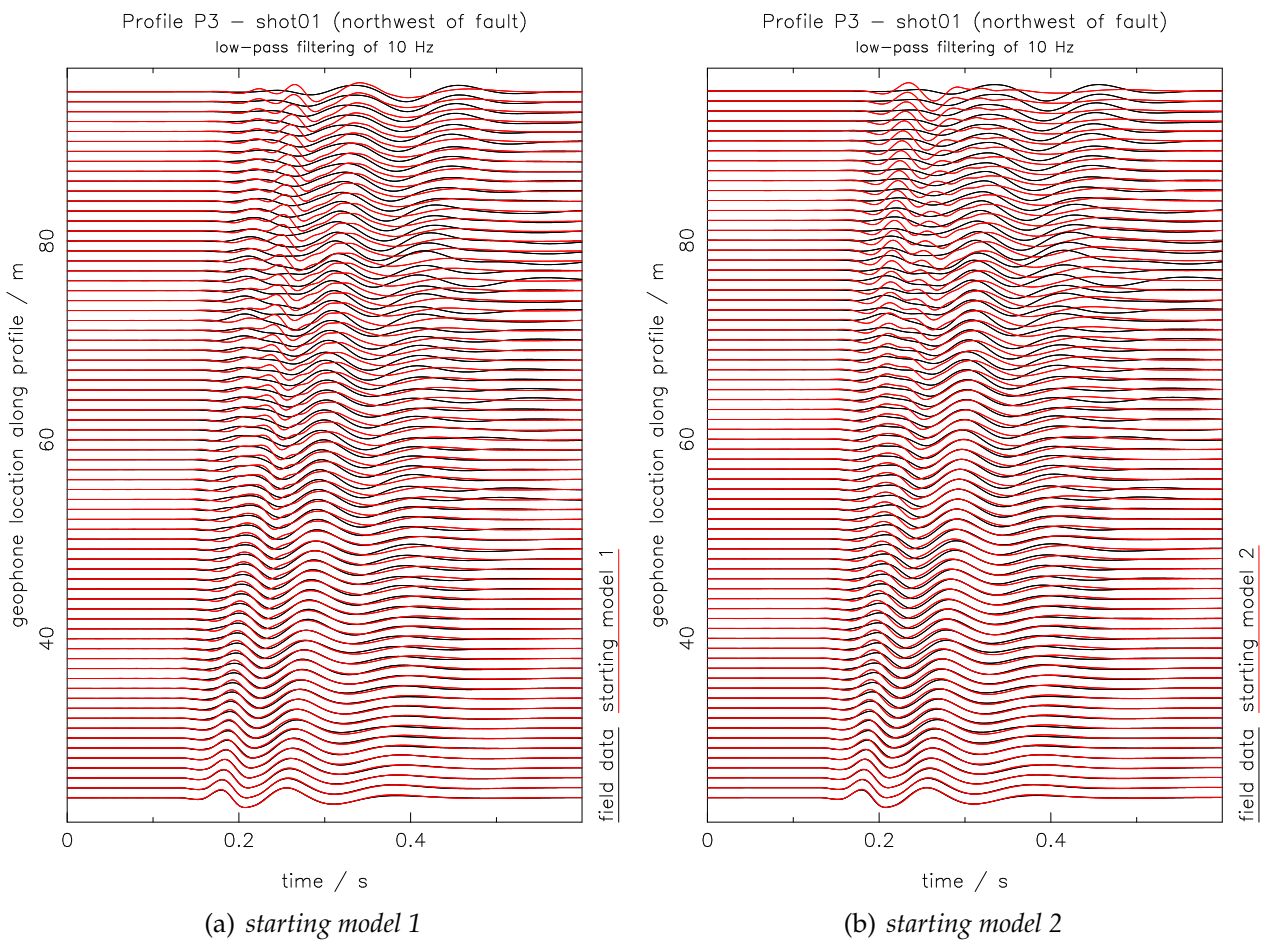 Profile P3 – shot01 (northwest of fault)
low–pass filtering of 10 Hz
geophone location along profile / m
80
60
40
0
0.2
0.4
time / s
field data starting model 1
(a) starting model 1
Profile P3 – shot01 (northwest of fault)
low–pass filtering of 10 Hz
geophone location along profile / m
80
60
40
0
0.2
0.4
time / s
field data starting model 2
(b) starting model 2